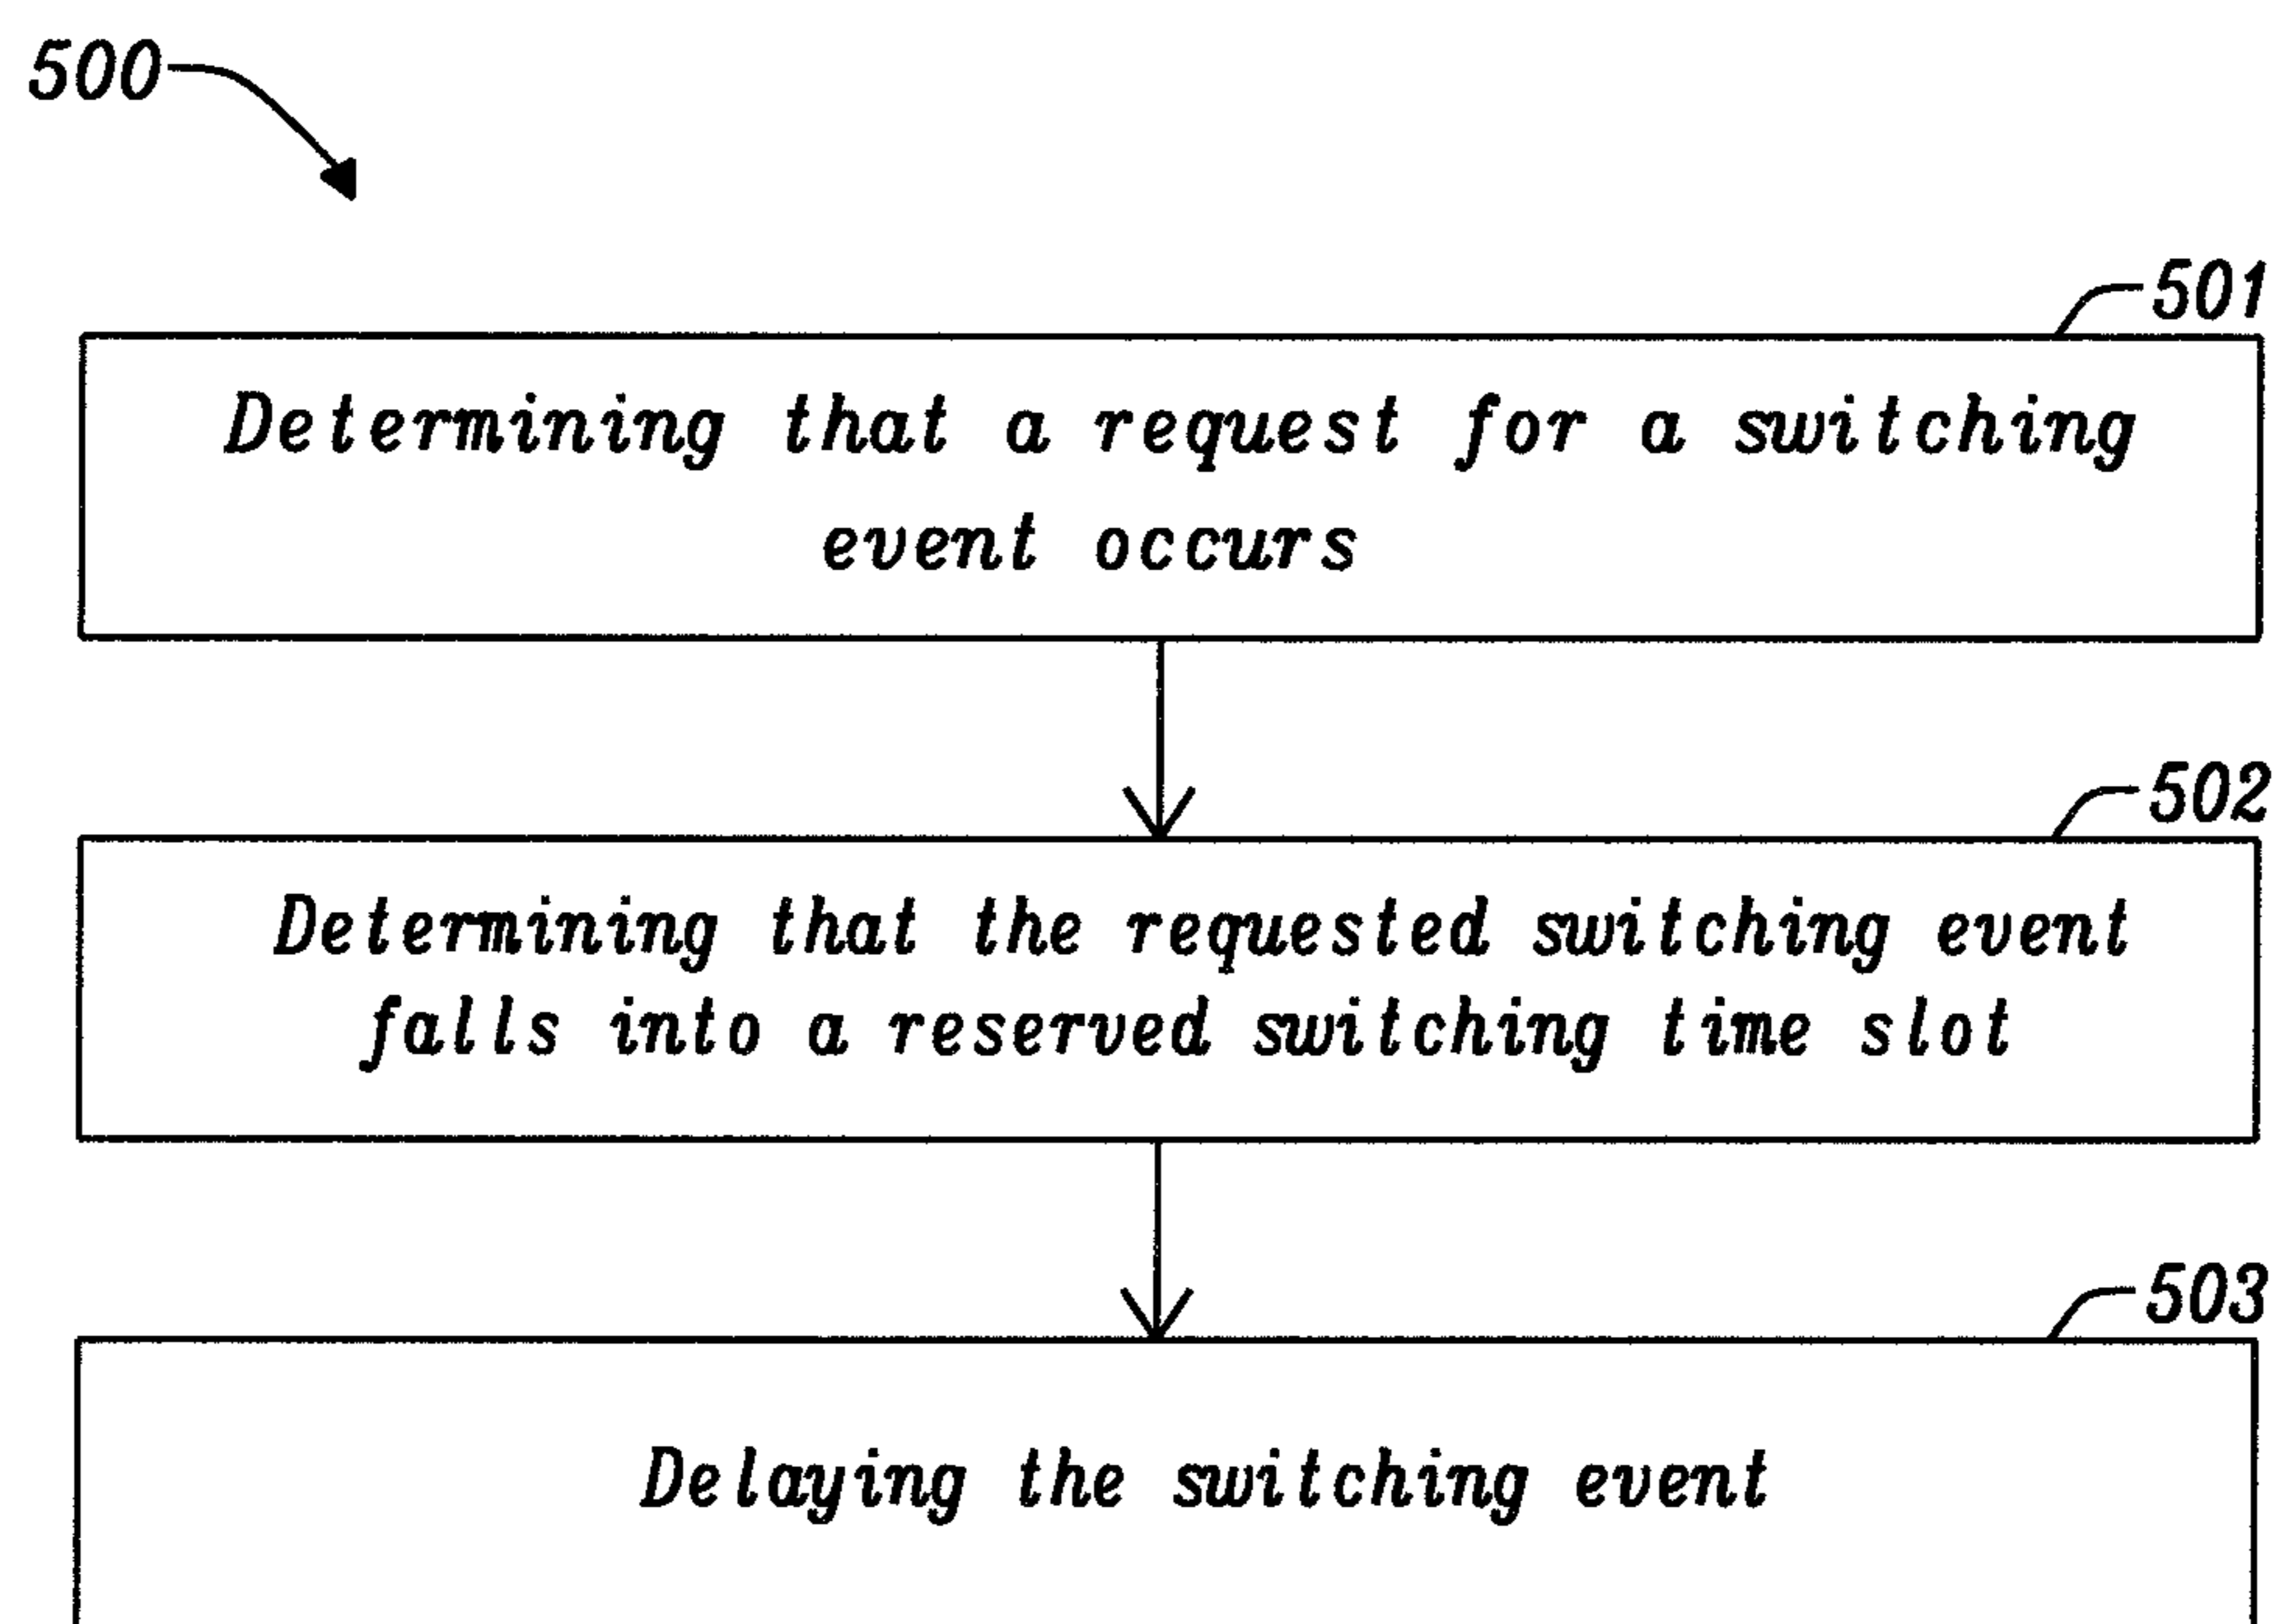 500
501
Determining that a request for a switching
event occurs
502
Determining that the requested switching event
falls into a reserved switching time slot
503
Delaying the switching event